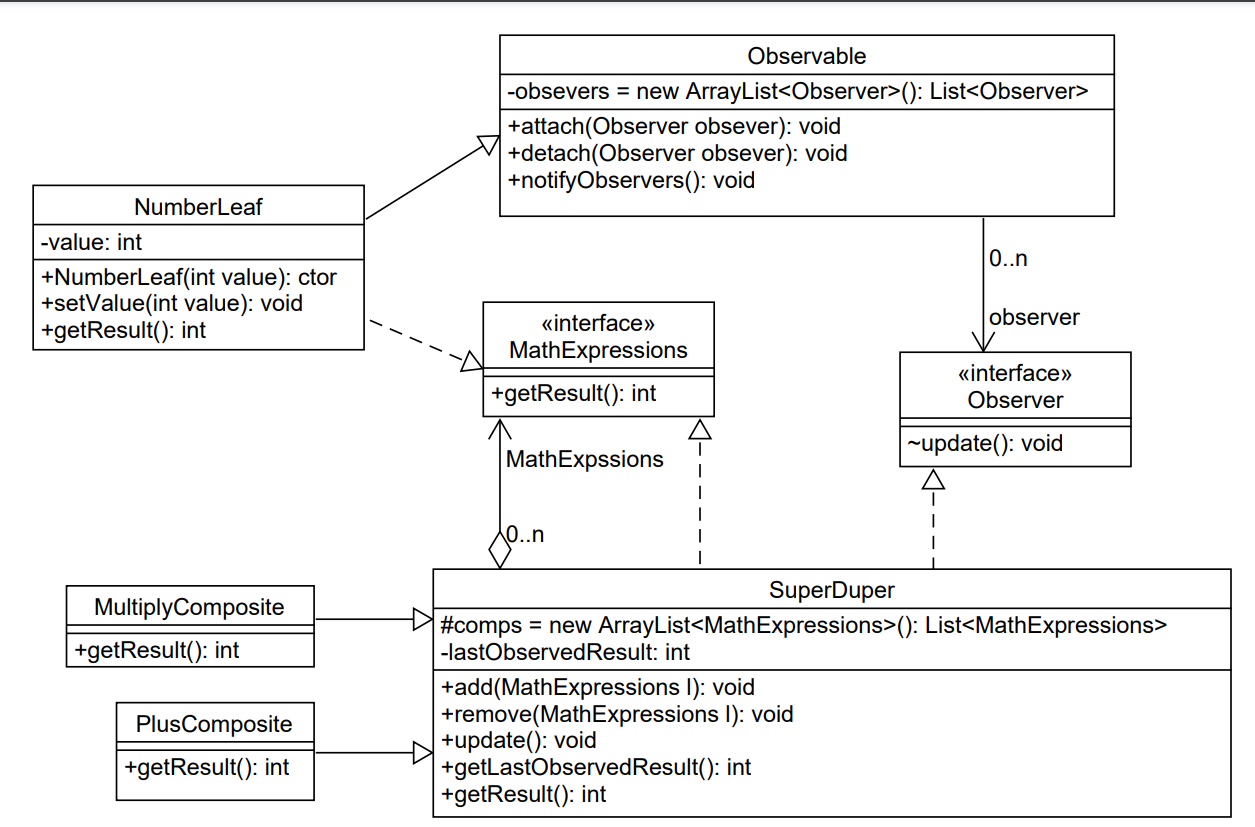 Observable
-obsevers = new ArrayList<Observer>(): List<Observer>
+attach(Observer obsever): void
+detach(Observer obsever): void
+notifyObservers(): void
NumberLeaf
-value: int
+NumberLeaf(int value): ctor
+setValue(int value): void
+getResult(): int
0..n
observer
«interface»
MathExpressions
+getResult(): int
«interface»
Observer
~update(): void
MathExpssions
0..n
MultiplyComposite
+getResult(): int
PlusComposite
+getResult(): int
SuperDuper
#comps = new ArrayList<MathExpressions>(): List<MathExpressions>
-lastObservedResult: int
+add(MathExpressions l): void
+remove(MathExpressions l): void
+update(): void
+getLastObservedResult(): int
+getResult(): int